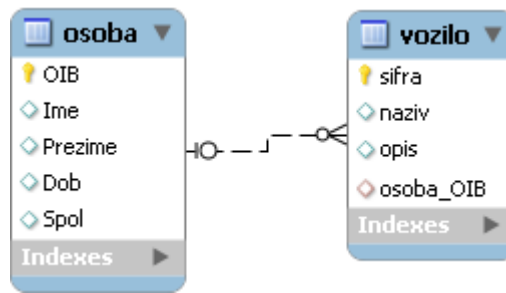 osoba
OIB
Ime
Prezime
Dob
Spol
Indexes
vozilo
sifra
naziv
opis
osoba_OIB
Indexes